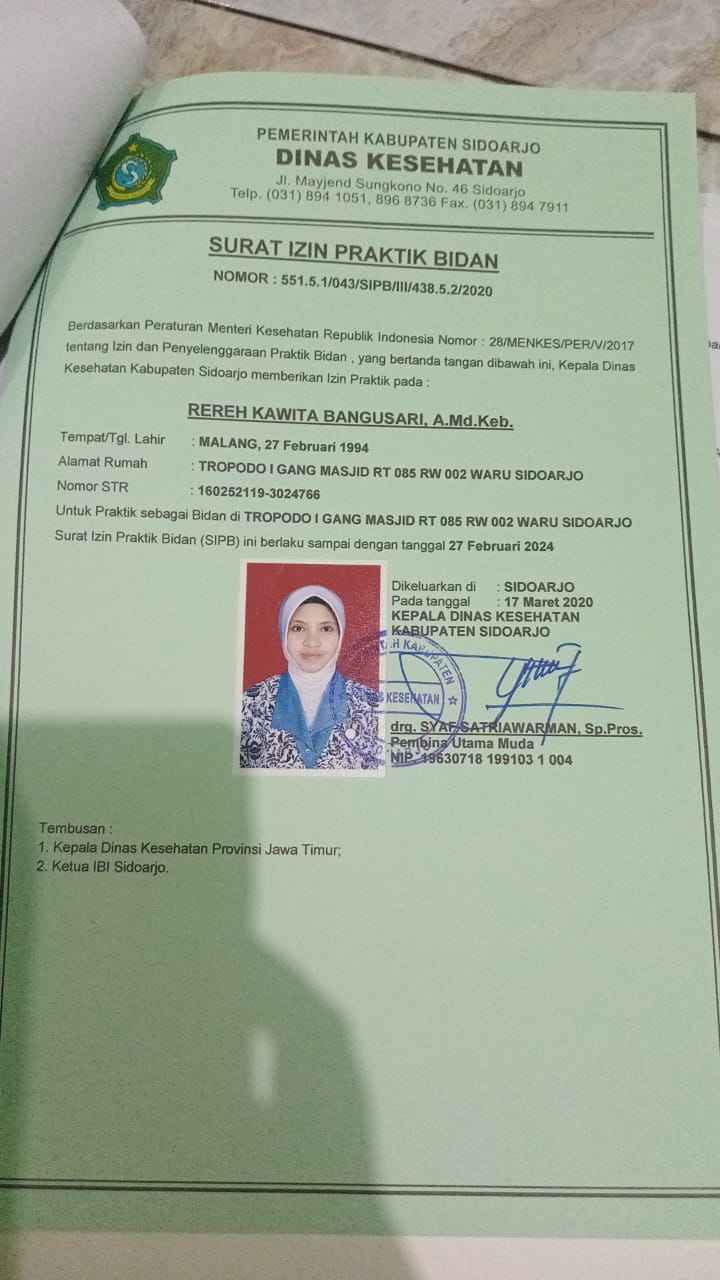 PEMERINTAH KABUPATEN SIDOARJO
DINAS KESEHATAN
Jl. Mayjend Sungkono No. 46 Sidoarjo
Telp. (031) 894 1051, 896 8736 Fax. (031) 894 7911
SURAT IZIN PRAKTIK BIDAN
NOMOR : 551.5.1/043/SIPB/III/438.5.2/2020
Berdasarkan Peraturan Menteri Kesehatan Republik Indonesia Nomor : 28/MENKES/PER/V/2017
tentang Izin dan Penyelenggaraan Praktik Bidan , yang bertanda tangan dibawah ini, Kepala Dinas
Kesehatan Kabupaten Sidoarjo memberikan Izin Praktik pada :
REREH KAWITA BANGUSARI, A.Md.Keb.
Tempat/Tgl. Lahir : MALANG, 27 Februari 1994
Alamat Rumah : TROPODO I GANG MASJID RT 085 RW 002 WARU SIDOARJO
Nomor STR : 160252119-3024766
Untuk Praktik sebagai Bidan di TROPODO I GANG MASJID RT 085 RW 002 WARU SIDOARJO
Surat Izin Praktik Bidan (SIPB) ini berlaku sampai dengan tanggal 27 Februari 2024
Dikeluarkan di : SIDOARJO
Pada tanggal : 17 Maret 2020
KEPALA DINAS KESEHATAN
KABUPATEN SIDOARJO
KABUPATEN
KESEHATAN
drg. SYAF SATRIAWARMAN, Sp.Pros.
Pembina Utama Muda
NIP. 19630718 199103 1 004
Tembusan :
1. Kepala Dinas Kesehatan Provinsi Jawa Timur;
2. Ketua IBI Sidoarjo.